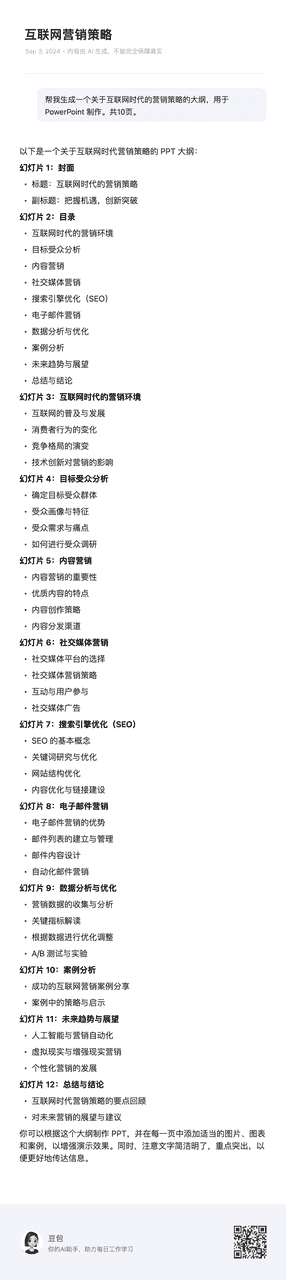 互联网营销策略
Sep 3, 2024 • 内容由 AI 生成，不能完全保障真实
帮我生成一个关于互联网时代的营销策略的大纲，用于
PowerPoint 制作。共10页。
以下是一个关于互联网时代营销策略的 PPT 大纲：
幻灯片 1：封面
• 标题：互联网时代的营销策略
• 副标题：把握机遇，创新突破
幻灯片 2：目录
• 互联网时代的营销环境
• 目标受众分析
• 内容营销
• 社交媒体营销
• 搜索引擎优化（SEO）
• 电子邮件营销
• 数据分析与优化
• 案例分析
• 未来趋势与展望
• 总结与结论
幻灯片 3：互联网时代的营销环境
• 互联网的普及与发展
• 消费者行为的变化
• 竞争格局的演变
• 技术创新对营销的影响
幻灯片 4：目标受众分析
• 确定目标受众群体
• 受众画像与特征
• 受众需求与痛点
• 如何进行受众调研
幻灯片 5：内容营销
• 内容营销的重要性
• 优质内容的特点
• 内容创作策略
• 内容分发渠道
幻灯片 6：社交媒体营销
• 社交媒体平台的选择
• 社交媒体营销策略
• 互动与用户参与
• 社交媒体广告
幻灯片 7：搜索引擎优化（SEO）
• SEO 的基本概念
• 关键词研究与优化
• 网站结构优化
• 内容优化与链接建设
幻灯片 8：电子邮件营销
• 电子邮件营销的优势
• 邮件列表的建立与管理
• 邮件内容设计
• 自动化邮件营销
幻灯片 9：数据分析与优化
• 营销数据的收集与分析
• 关键指标解读
• 根据数据进行优化调整
• A/B 测试与实验
幻灯片 10：案例分析
• 成功的互联网营销案例分享
• 案例中的策略与启示
幻灯片 11：未来趋势与展望
• 人工智能与营销自动化
• 虚拟现实与增强现实营销
• 个性化营销的发展
幻灯片 12：总结与结论
• 互联网时代营销策略的要点回顾
• 对未来营销的展望与建议
你可以根据这个大纲制作 PPT，并在每一页中添加适当的图片、图表
和案例，以增强演示效果。同时，注意文字简洁明了，重点突出，以
便更好地传达信息。
豆包
你的AI助手，助力每日工作学习